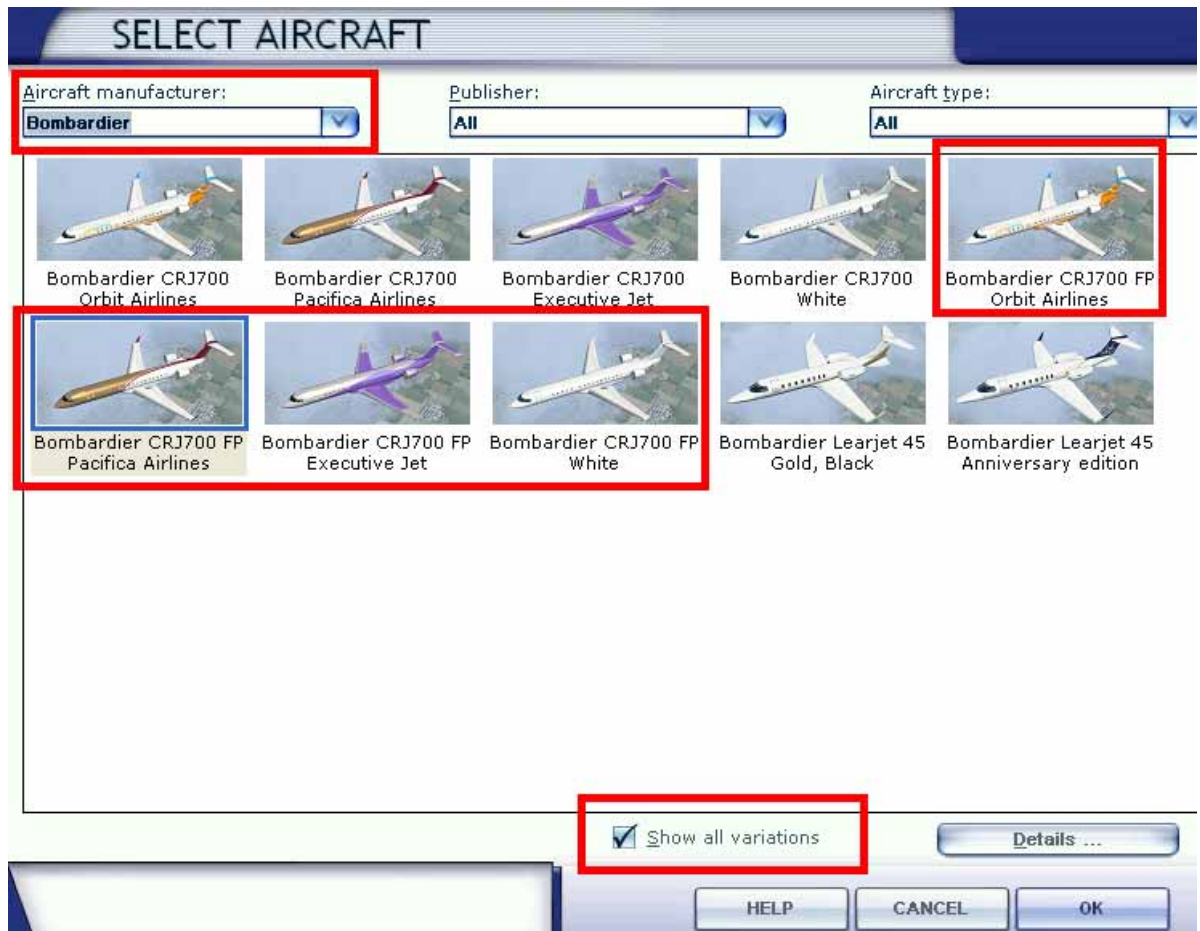 SELECT AIRCRAFT
Aircraft manufacturer:
Publisher:
Aircraft type:
Bombardier
All
All
Bombardier CRJ700
Orbit Airlines
Bombardier CRJ700
Pacifica Airlines
Bombardier CRJ700
Executive Jet
Bombardier CRJ700
White
Bombardier CRJ700 FP
Orbit Airlines
Bombardier CRJ700 FP
Pacifica Airlines
Bombardier CRJ700 FP
Executive Jet
Bombardier CRJ700 FP
White
Bombardier Learjet 45
Gold, Black
Bombardier Learjet 45
Anniversary edition
Show all variations
Details ...
HELP
CANCEL
OK